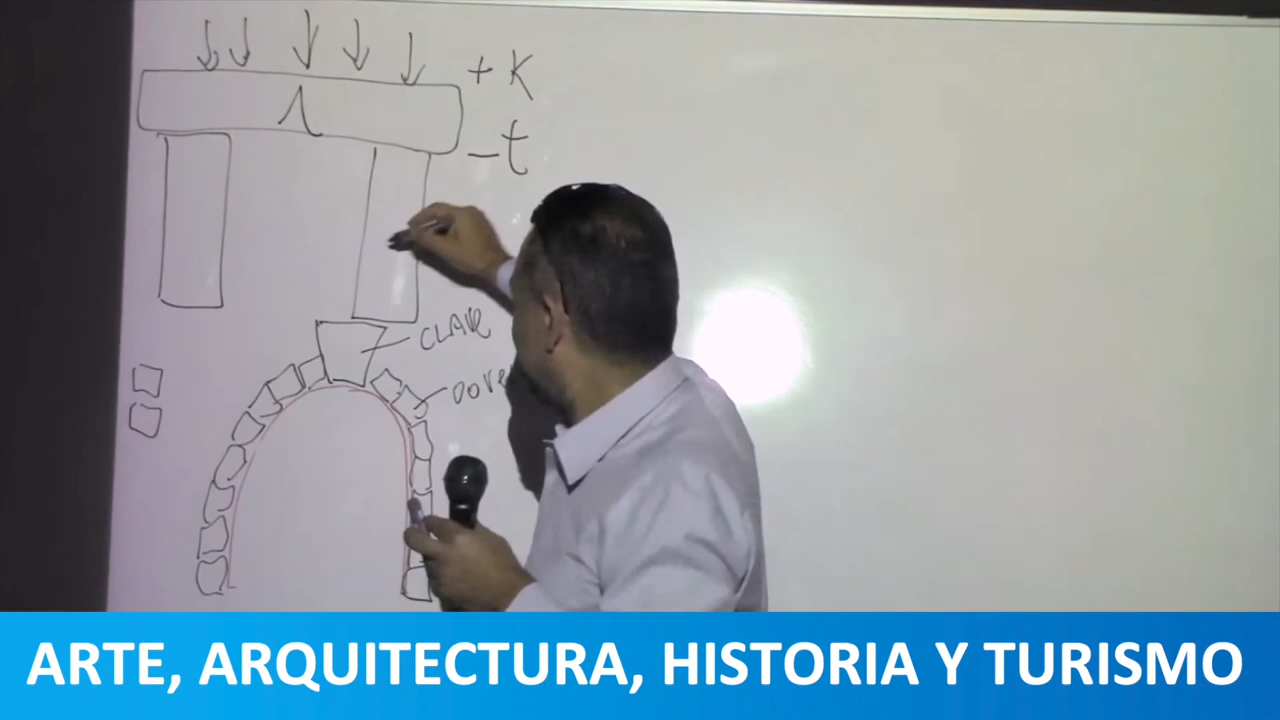 + K
- t
CLAVE
ARTE, ARQUITECTURA, HISTORIA Y TURISMO